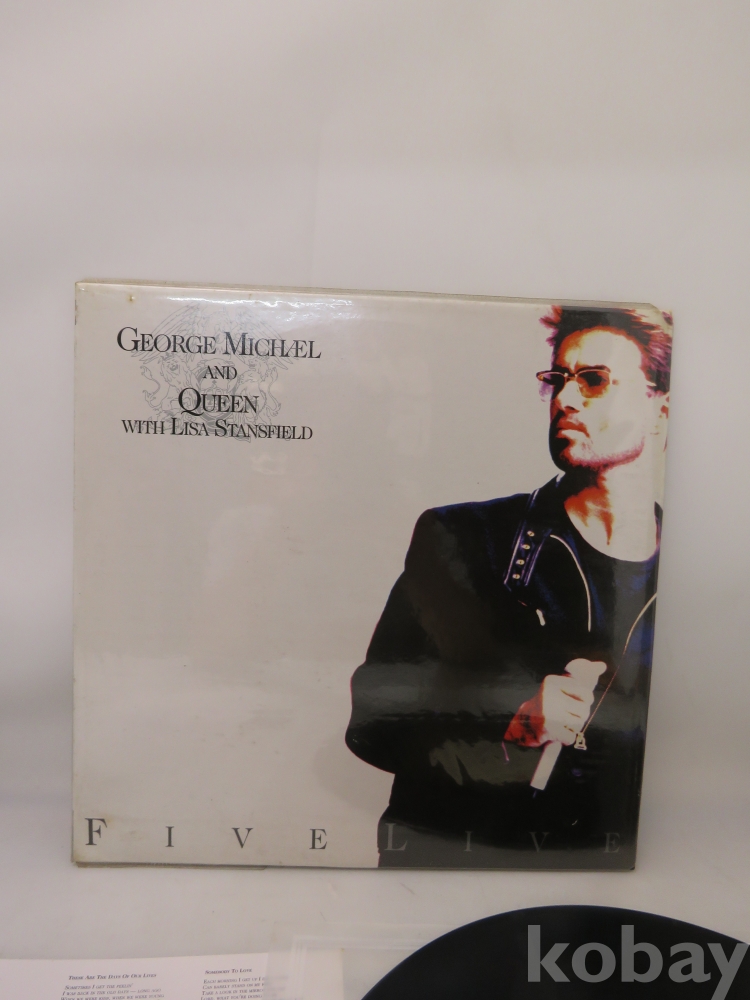 GEORGE MICHÆL
AND
QUEEN
WITH LISA STANSFIELD
FIVE LIVE
THESE ARE THE DAYS OF OUR LIVES
SOMEBODY TO LOVE
kobay